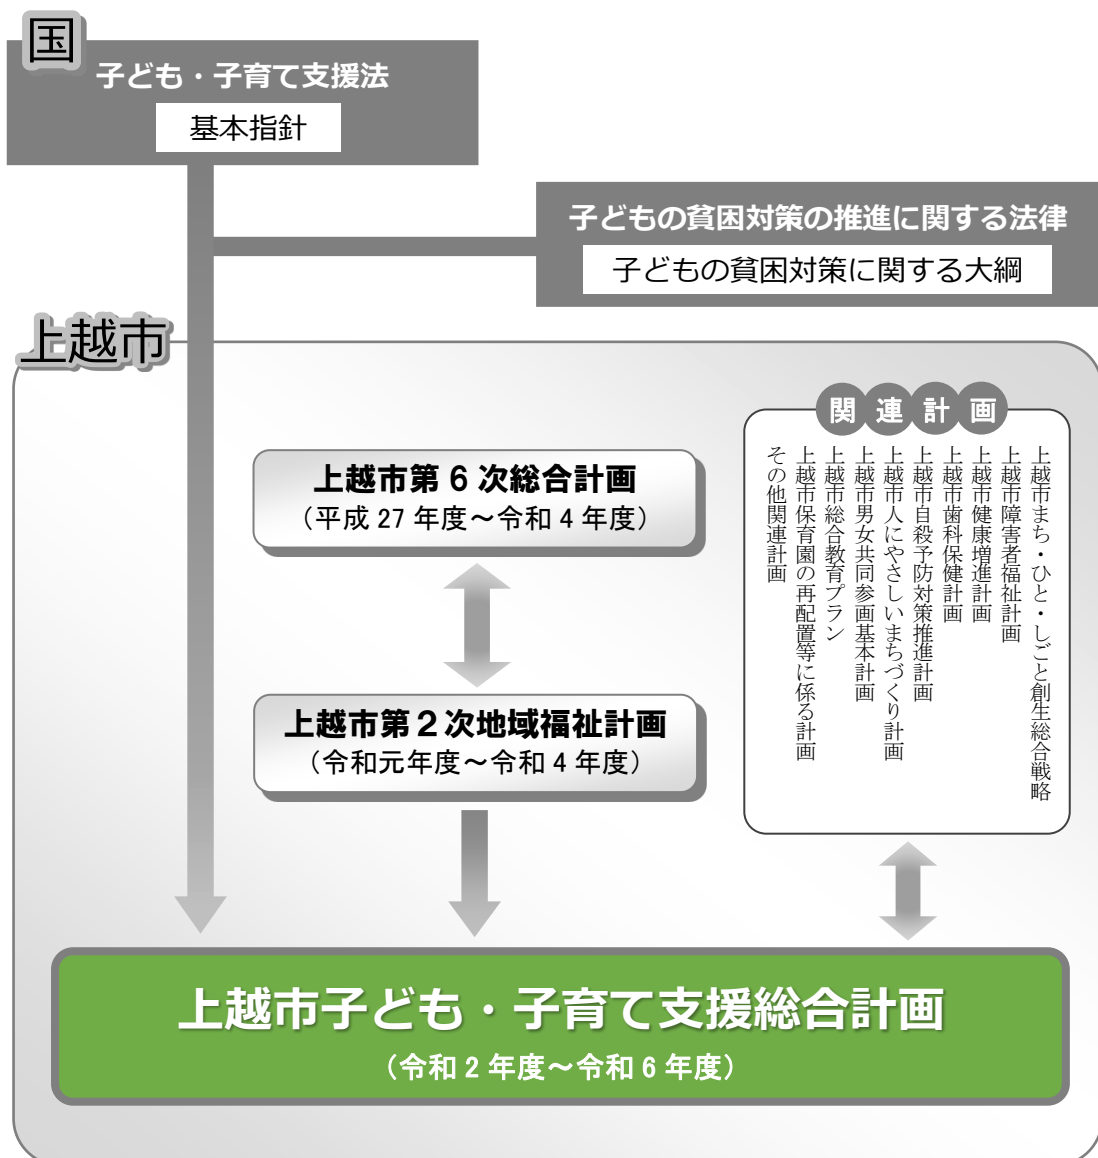 国
子ども・子育て支援法
基本指針
子どもの貧困対策の推進に関する法律
子どもの貧困対策に関する大綱
上越市
上越市第6次総合計画
（平成 27 年度～令和 4 年度）
上越市第２次地域福祉計画
（令和元年度～令和 4 年度）
関連計画
上越市まち・ひと・しごと創生総合戦略
上越市障害者福祉計画
上越市健康増進計画
上越市歯科保健計画
上越市自殺予防対策推進計画
上越市人にやさしいまちづくり計画
上越市男女共同参画基本計画
上越市総合教育プラン
上越市保育園の再配置等に係る計画
その他関連計画
上越市子ども・子育て支援総合計画
（令和 2 年度～令和 6 年度）